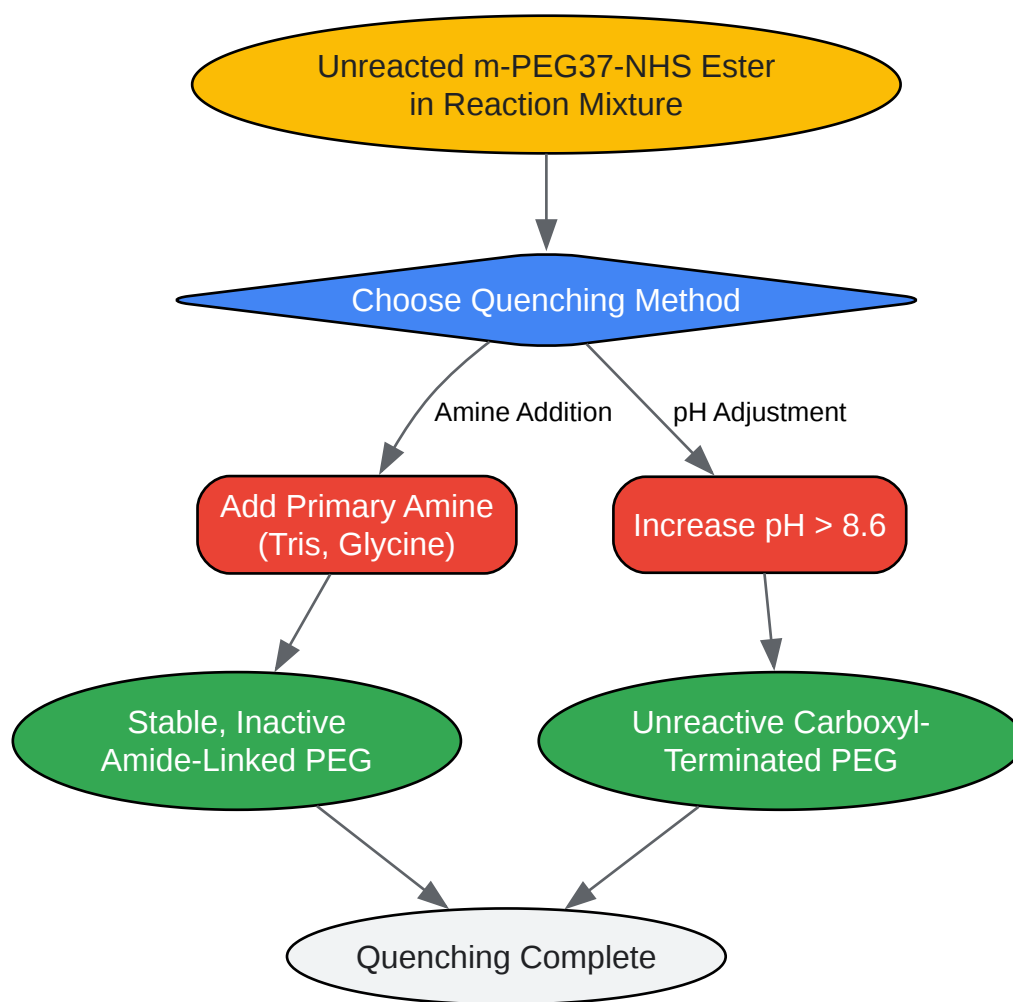 Unreacted m-PEG37-NHS Ester
in Reaction Mixture
Choose Quenching Method
Amine Addition
pH Adjustment
Add Primary Amine
(Tris, Glycine)
Increase pH > 8.6
Stable, Inactive
Amide-Linked PEG
Unreactive Carboxyl-
Terminated PEG
Quenching Complete